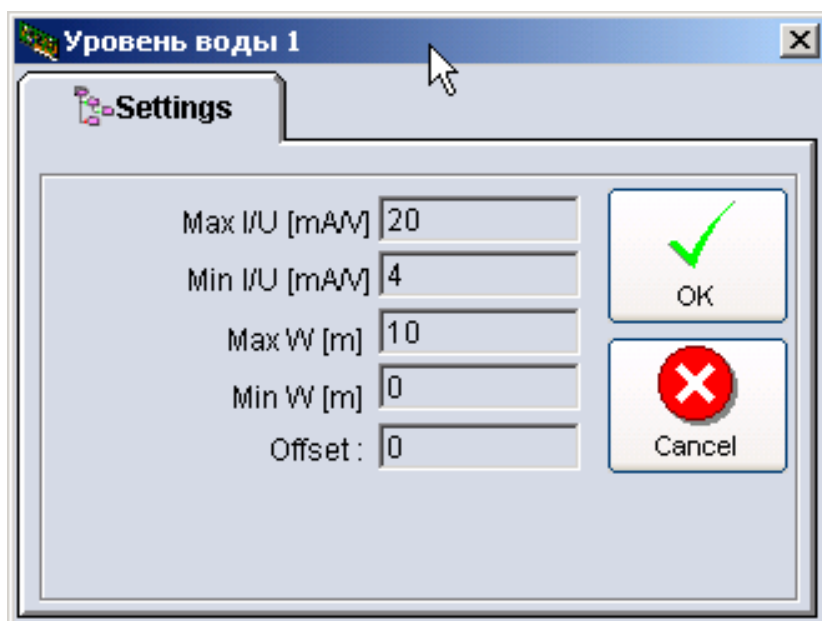 Уровень воды 1
Settings
Max I/U [mA/V] 20
Min I/U [mA/V] 4
Max W [m] 10
Min W [m] 0
Offset : 0
OK
Cancel